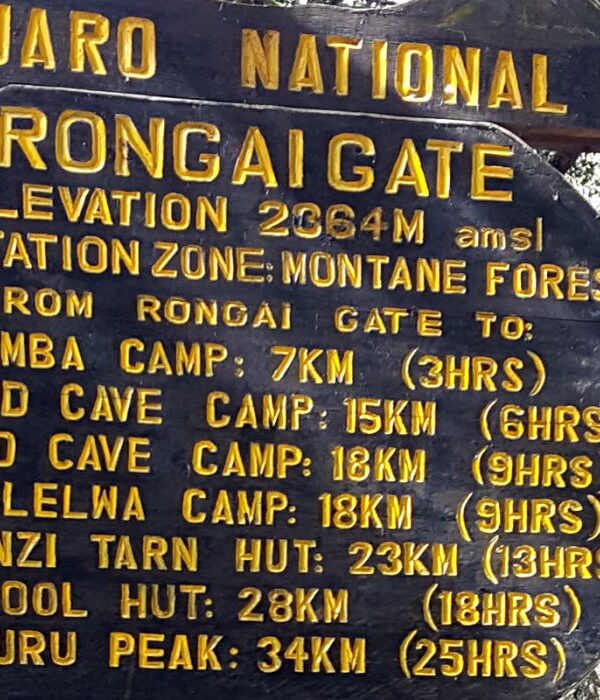 JARO NATIONAL
RONGAI GATE
LEVATION 2364M amsl
TATION ZONE: MONTANE FORES
ROM RONGAI GATE TO:
MBA CAMP: 7KM (3HRS)
D CAVE CAMP: 15KM (6HRS
D CAVE CAMP: 18KM (9HRS
LELWA CAMP: 18KM (9HRS)
NZI TARN HUT: 23KM (13HRS
OOL HUT: 28KM (18HRS)
URU PEAK: 34KM (25HRS)